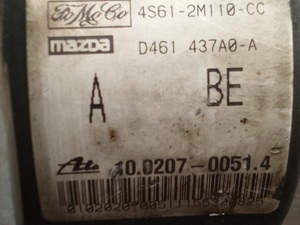 FoMoCo 4S61-2M110-CC
mazda D461 437A0-A
A BE
Ate 10.0207-0051.4